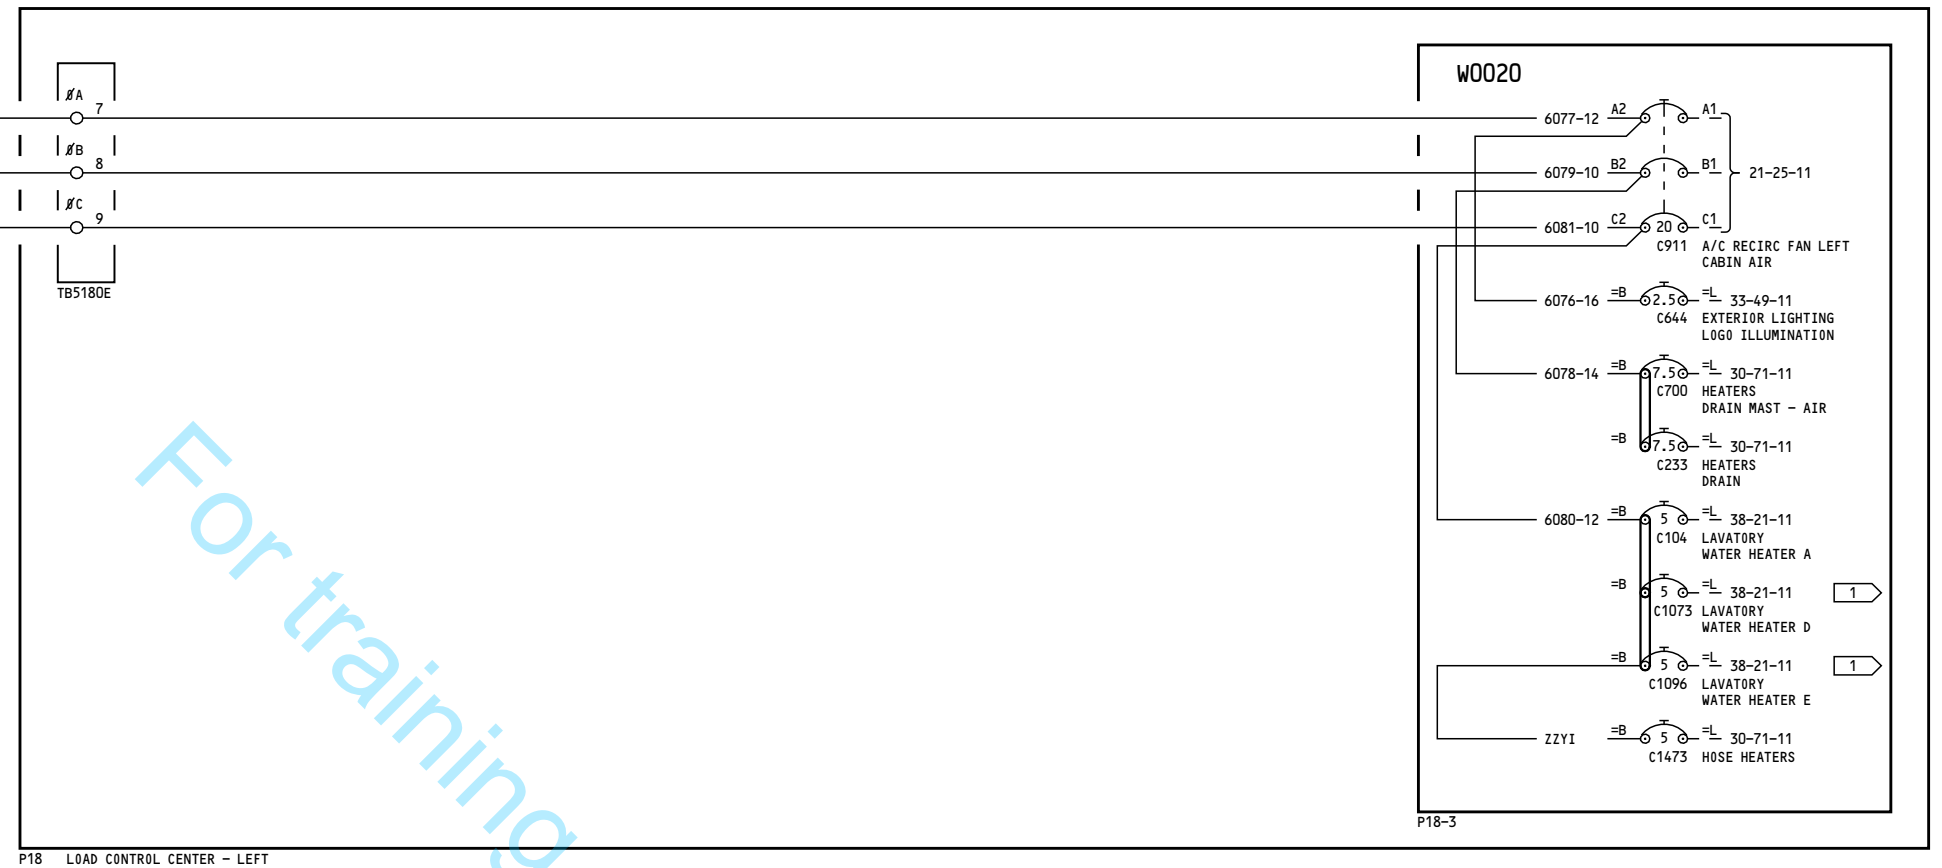 W0020
ØA
7
6077-12 A2 A1
ØB
8
6079-10 B2 B1 21-25-11
ØC
9
6081-10 C2 20 C1
C911 A/C RECIRC FAN LEFT
CABIN AIR
TB5180E
6076-16 =B 2.5 =L 33-49-11
C644 EXTERIOR LIGHTING
LOGO ILLUMINATION
6078-14 =B 7.5 =L 30-71-11
C700 HEATERS
DRAIN MAST - AIR
=B 7.5 =L 30-71-11
C233 HEATERS
DRAIN
6080-12 =B 5 =L 38-21-11
C104 LAVATORY
WATER HEATER A
=B 5 =L 38-21-11 1
C1073 LAVATORY
WATER HEATER D
=B 5 =L 38-21-11 1
C1096 LAVATORY
WATER HEATER E
ZZYI =B 5 =L 30-71-11
C1473 HOSE HEATERS
P18-3
P18 LOAD CONTROL CENTER - LEFT
For training